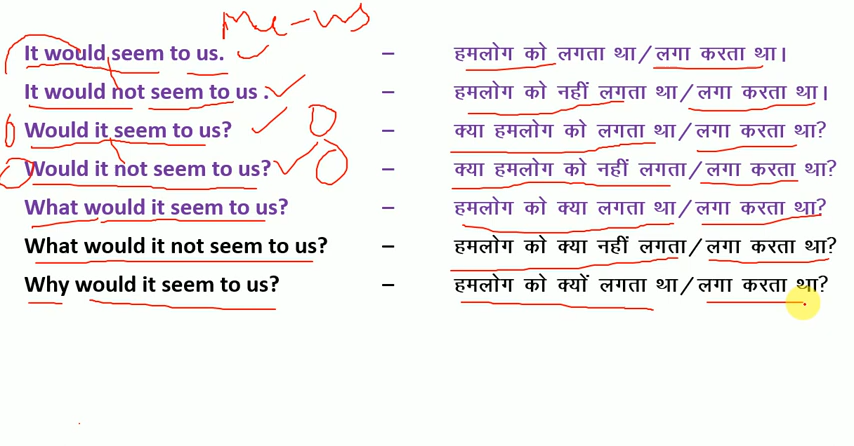 Me - us
It would seem to us. – हमलोग को लगता था/लगा करता था।
It would not seem to us . – हमलोग को नहीं लगता था/लगा करता था।
Would it seem to us? – क्या हमलोग को लगता था/लगा करता था?
Would it not seem to us? – क्या हमलोग को नहीं लगता/लगा करता था?
What would it seem to us? – हमलोग को क्या लगता था/लगा करता था?
What would it not seem to us? – हमलोग को क्या नहीं लगता/लगा करता था?
Why would it seem to us? – हमलोग को क्यों लगता था/लगा करता था?